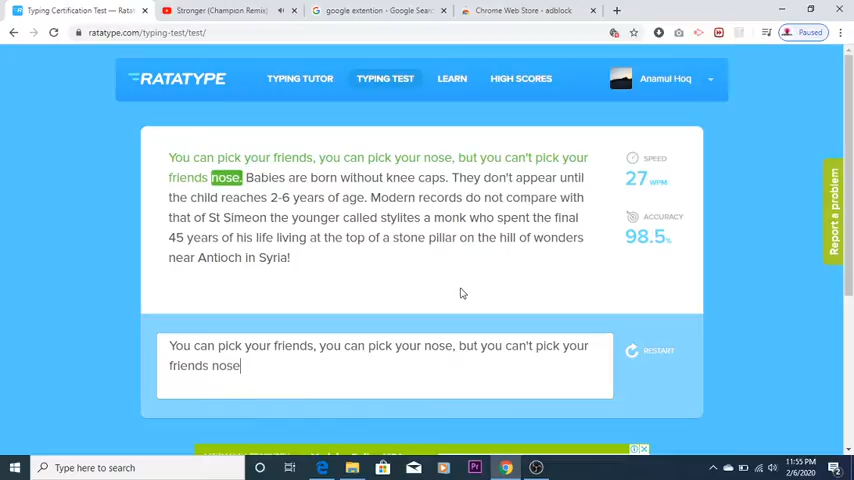 Typing Certification Test — Rata
Stronger (Champion Remix)
google extention - Google Sear
Chrome Web Store - adblock
ratatype.com/typing-test/test/
Paused
RATATYPE
TYPING TUTOR
TYPING TEST
LEARN
HIGH SCORES
Anamul Hoq
You can pick your friends, you can pick your nose, but you can't pick your
friends nose. Babies are born without knee caps. They don't appear until
the child reaches 2-6 years of age. Modern records do not compare with
that of St Simeon the younger called stylites a monk who spent the final
45 years of his life living at the top of a stone pillar on the hill of wonders
near Antioch in Syria!
SPEED
27 WPM
ACCURACY
98.5%
Report a problem
You can pick your friends, you can pick your nose, but you can't pick your
friends nose
RESTART
Type here to search
11:55 PM
2/6/2020